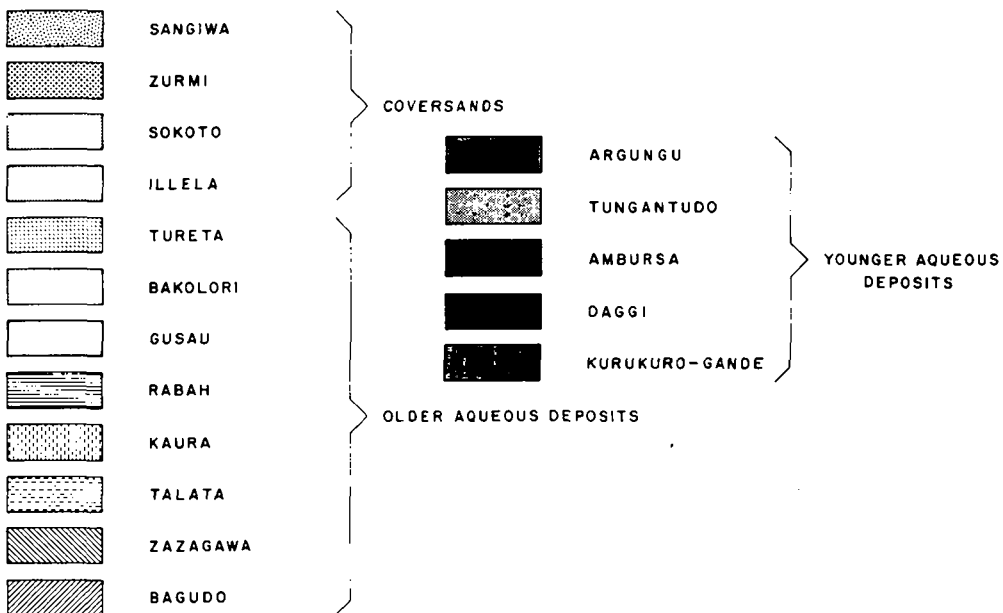 SANGIWA
ZURMI
SOKOTO
ILLELA
COVERSANDS
TURETA
BAKOLORI
GUSAU
RABAH
KAURA
TALATA
ZAZAGAWA
BAGUDO
OLDER AQUEOUS DEPOSITS
ARGUNGU
TUNGANTUDO
AMBURSA
DAGGI
KURUKURO-GANDE
YOUNGER AQUEOUS
DEPOSITS